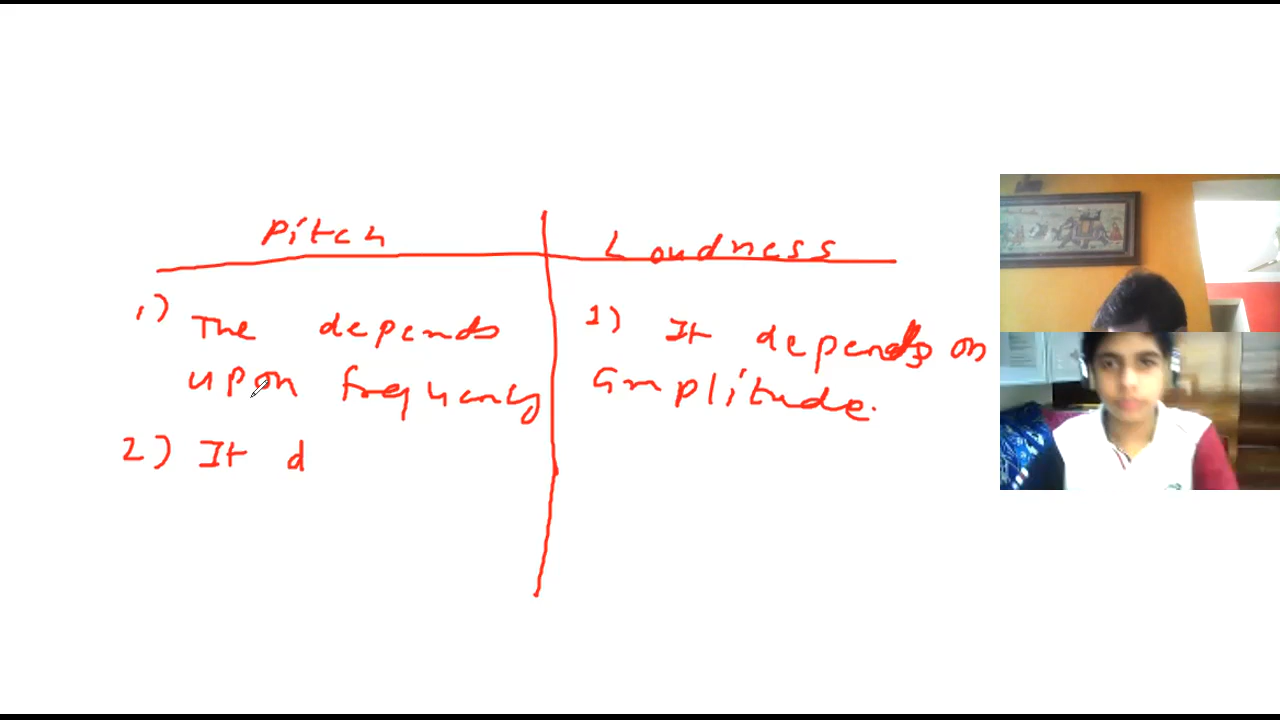 Pitch
Loudness
1) The depends
upon frequency
2) It d
1) It depends on
amplitude.